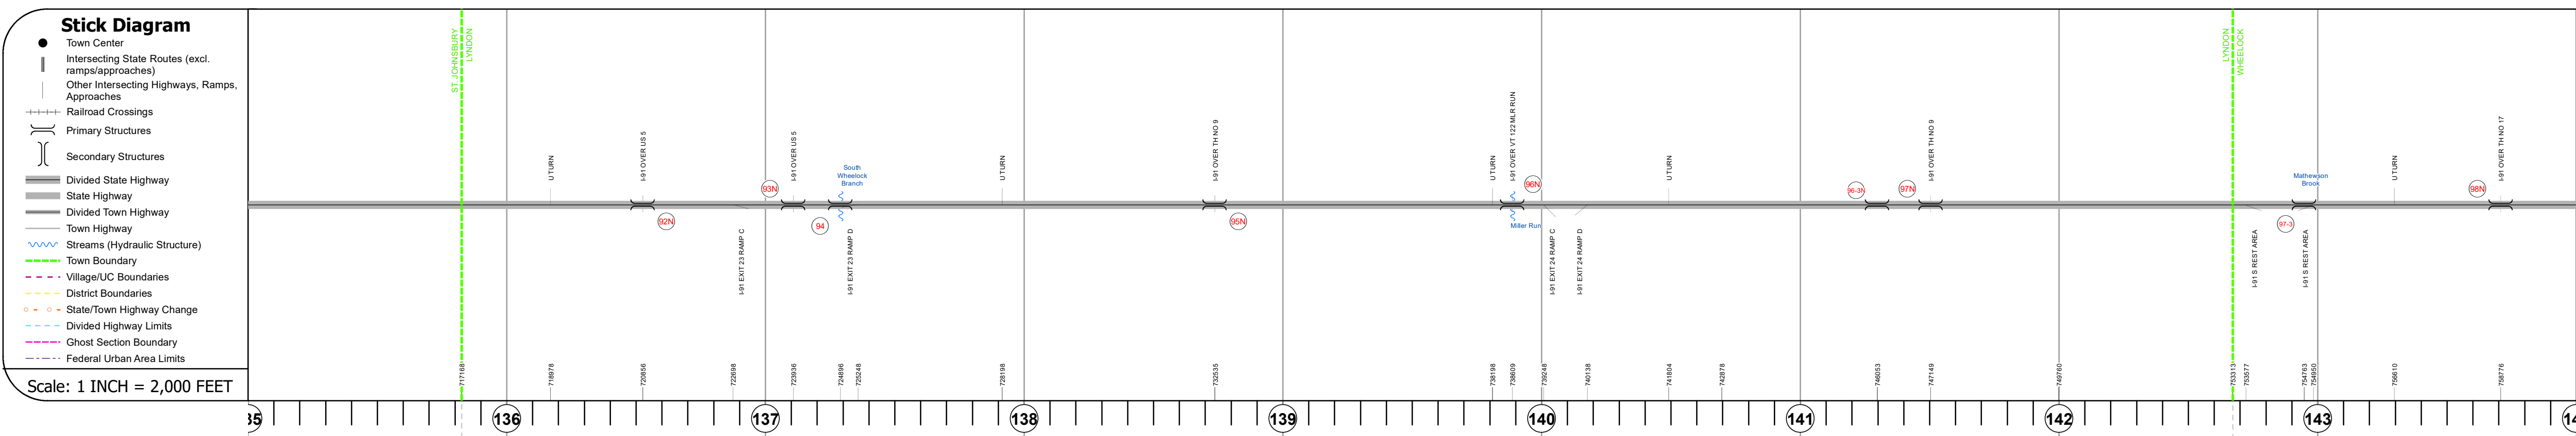 Stick Diagram
Town Center
Intersecting State Routes (excl.
ramps/approaches)
Other Intersecting Highways, Ramps,
Approaches
Railroad Crossings
Primary Structures
Secondary Structures
Divided State Highway
State Highway
Divided Town Highway
Town Highway
Streams (Hydraulic Structure)
Town Boundary
Village/UC Boundaries
District Boundaries
State/Town Highway Change
Divided Highway Limits
Ghost Section Boundary
Federal Urban Area Limits
Scale: 1 INCH = 2,000 FEET
ST. JOHNSBURY
LYNDON
LYNDON
WHEELOCK
U TURN
I-91 OVER US 5
I-91 OVER US 5
U TURN
I-91 OVER TH NO 9
U TURN
I-91 OVER VT 122 MLR RUN
U TURN
I-91 OVER TH NO 9
U TURN
I-91 OVER TH NO 17
South
Wheelock
Branch
Mathewson
Brook
Miller Run
92N
93N
94
95N
96N
96-3N
97N
97-3
98N
I-91 EXIT 23 RAMP C
I-91 EXIT 23 RAMP D
I-91 EXIT 24 RAMP C
I-91 EXIT 24 RAMP D
I-91 S REST AREA
I-91 S REST AREA
717168
718978
720856
722698
723936
724896
725248
728198
732535
738198
738609
739248
740138
741804
742878
746053
747149
749760
753313
753577
754763
754950
756610
758776
35
136
137
138
139
140
141
142
143
14